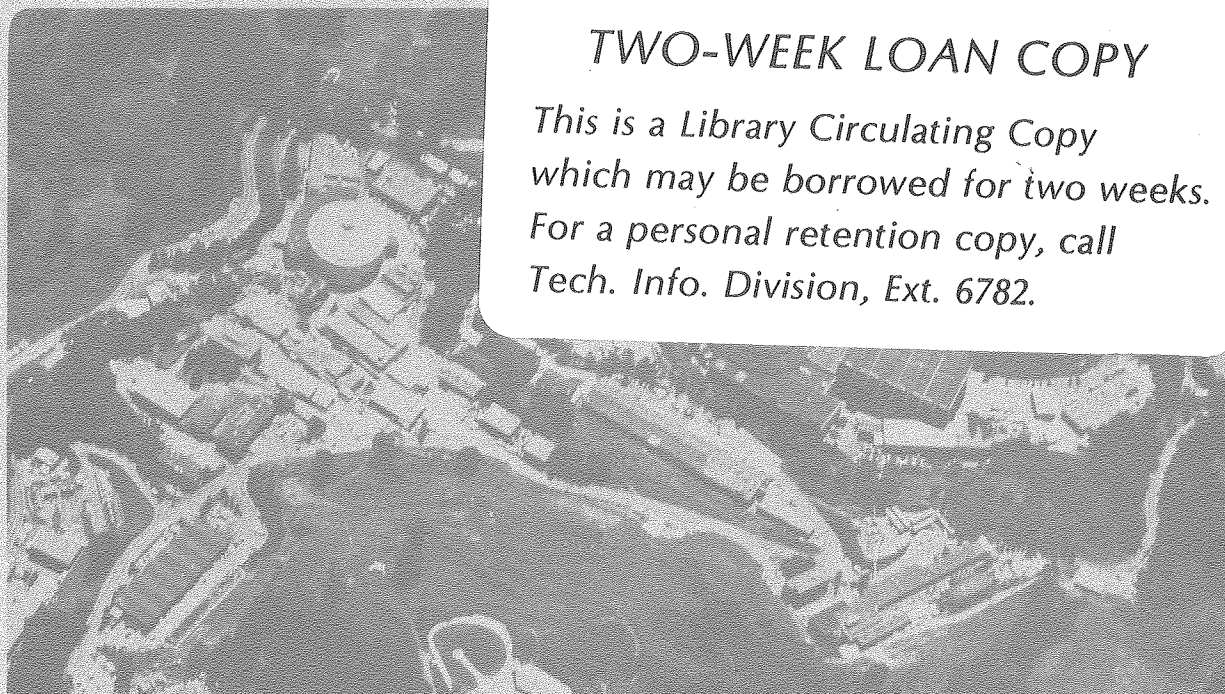 TWO-WEEK LOAN COPY
This is a Library Circulating Copy
which may be borrowed for two weeks.
For a personal retention copy, call
Tech. Info. Division, Ext. 6782.